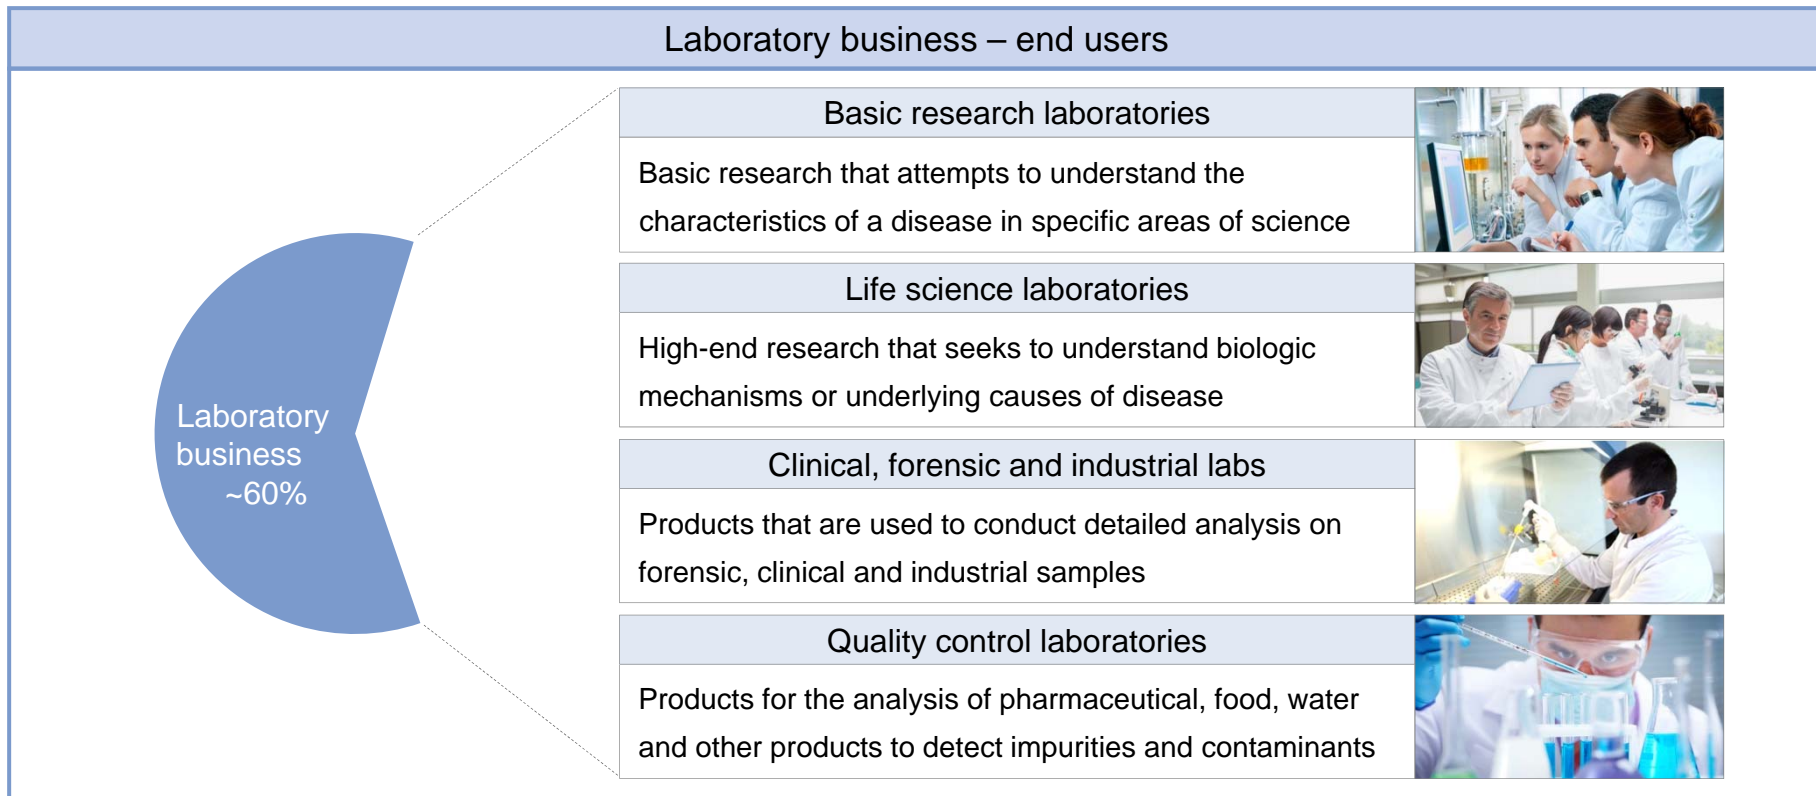 Laboratory business – end users
Basic research laboratories
Basic research that attempts to understand the
characteristics of a disease in specific areas of science
Life science laboratories
High-end research that seeks to understand biologic
mechanisms or underlying causes of disease
Laboratory
business
~60%
Clinical, forensic and industrial labs
Products that are used to conduct detailed analysis on
forensic, clinical and industrial samples
Quality control laboratories
Products for the analysis of pharmaceutical, food, water
and other products to detect impurities and contaminants